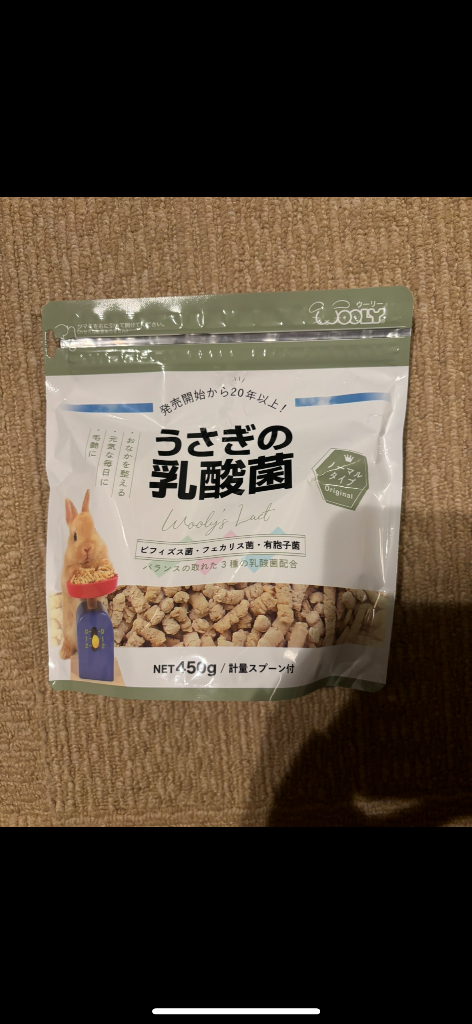 ウーリー
WOOLY
発売開始から20年以上!
うさぎの
乳酸菌
おなかを整える
元気な毎日に
毛艶に
ノーマル
タイプ
Original
Wooly's Lact
ビフィズス菌・フェカリス菌・有胞子菌
バランスの取れた3種の乳酸菌配合
NET450g / 計量スプーン付